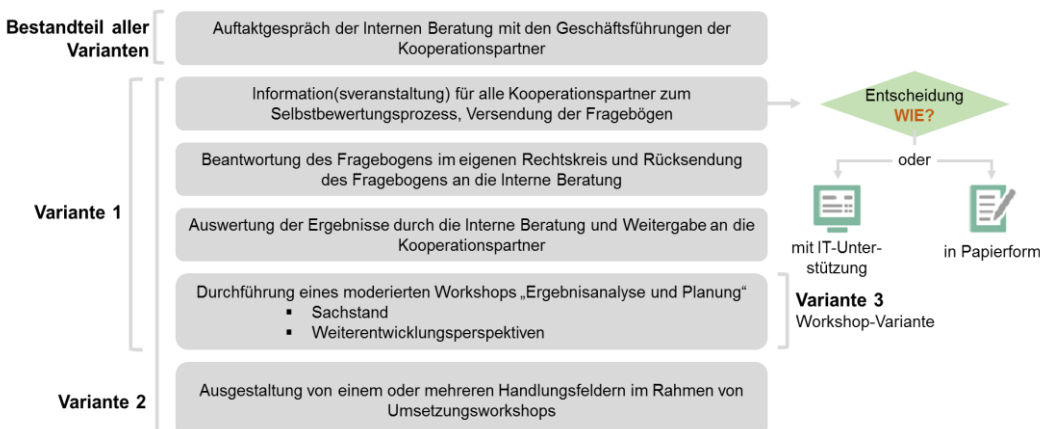 Bestandteil aller
Varianten
Auftaktgespräch der Internen Beratung mit den Geschäftsführungen der
Kooperationspartner
Variante 1
Information(sveranstaltung) für alle Kooperationspartner zum
Selbstbewertungsprozess, Versendung der Fragebögen
Entscheidung
WIE?
oder
mit IT-Unter-
stützung
in Papierform
Beantwortung des Fragebogens im eigenen Rechtskreis und Rücksendung
des Fragebogens an die Interne Beratung
Auswertung der Ergebnisse durch die Interne Beratung und Weitergabe an die
Kooperationspartner
Durchführung eines moderierten Workshops „Ergebnisanalyse und Planung“
▪ Sachstand
▪ Weiterentwicklungsperspektiven
Variante 3
Workshop-Variante
Variante 2
Ausgestaltung von einem oder mehreren Handlungsfeldern im Rahmen von
Umsetzungsworkshops